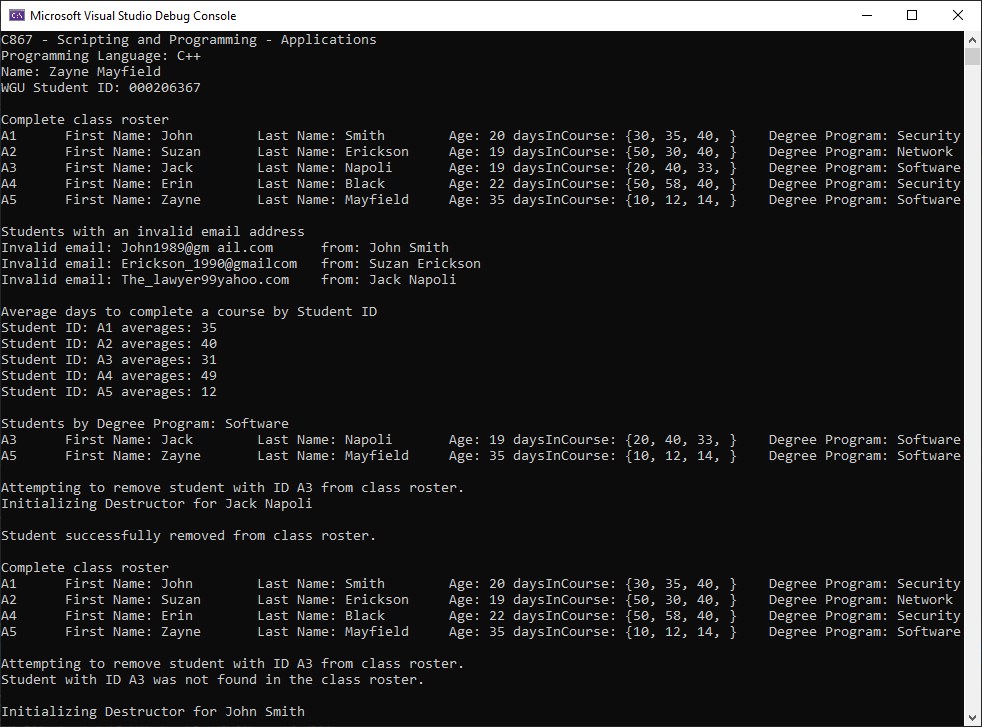 Microsoft Visual Studio Debug Console
C867 - Scripting and Programming - Applications
Programming Language: C++
Name: Zayne Mayfield
WGU Student ID: 000206367
Complete class roster
A1 First Name: John Last Name: Smith Age: 20 daysInCourse: {30, 35, 40, } Degree Program: Security
A2 First Name: Suzan Last Name: Erickson Age: 19 daysInCourse: {50, 30, 40, } Degree Program: Network
A3 First Name: Jack Last Name: Napoli Age: 19 daysInCourse: {20, 40, 33, } Degree Program: Software
A4 First Name: Erin Last Name: Black Age: 22 daysInCourse: {50, 58, 40, } Degree Program: Security
A5 First Name: Zayne Last Name: Mayfield Age: 35 daysInCourse: {10, 12, 14, } Degree Program: Software
Students with an invalid email address
Invalid email: John1989@gm ail.com from: John Smith
Invalid email: Erickson_1990@gmailcom from: Suzan Erickson
Invalid email: The_lawyer99yahoo.com from: Jack Napoli
Average days to complete a course by Student ID
Student ID: A1 averages: 35
Student ID: A2 averages: 40
Student ID: A3 averages: 31
Student ID: A4 averages: 49
Student ID: A5 averages: 12
Students by Degree Program: Software
A3 First Name: Jack Last Name: Napoli Age: 19 daysInCourse: {20, 40, 33, } Degree Program: Software
A5 First Name: Zayne Last Name: Mayfield Age: 35 daysInCourse: {10, 12, 14, } Degree Program: Software
Attempting to remove student with ID A3 from class roster.
Initializing Destructor for Jack Napoli
Student successfully removed from class roster.
Complete class roster
A1 First Name: John Last Name: Smith Age: 20 daysInCourse: {30, 35, 40, } Degree Program: Security
A2 First Name: Suzan Last Name: Erickson Age: 19 daysInCourse: {50, 30, 40, } Degree Program: Network
A4 First Name: Erin Last Name: Black Age: 22 daysInCourse: {50, 58, 40, } Degree Program: Security
A5 First Name: Zayne Last Name: Mayfield Age: 35 daysInCourse: {10, 12, 14, } Degree Program: Software
Attempting to remove student with ID A3 from class roster.
Student with ID A3 was not found in the class roster.
Initializing Destructor for John Smith